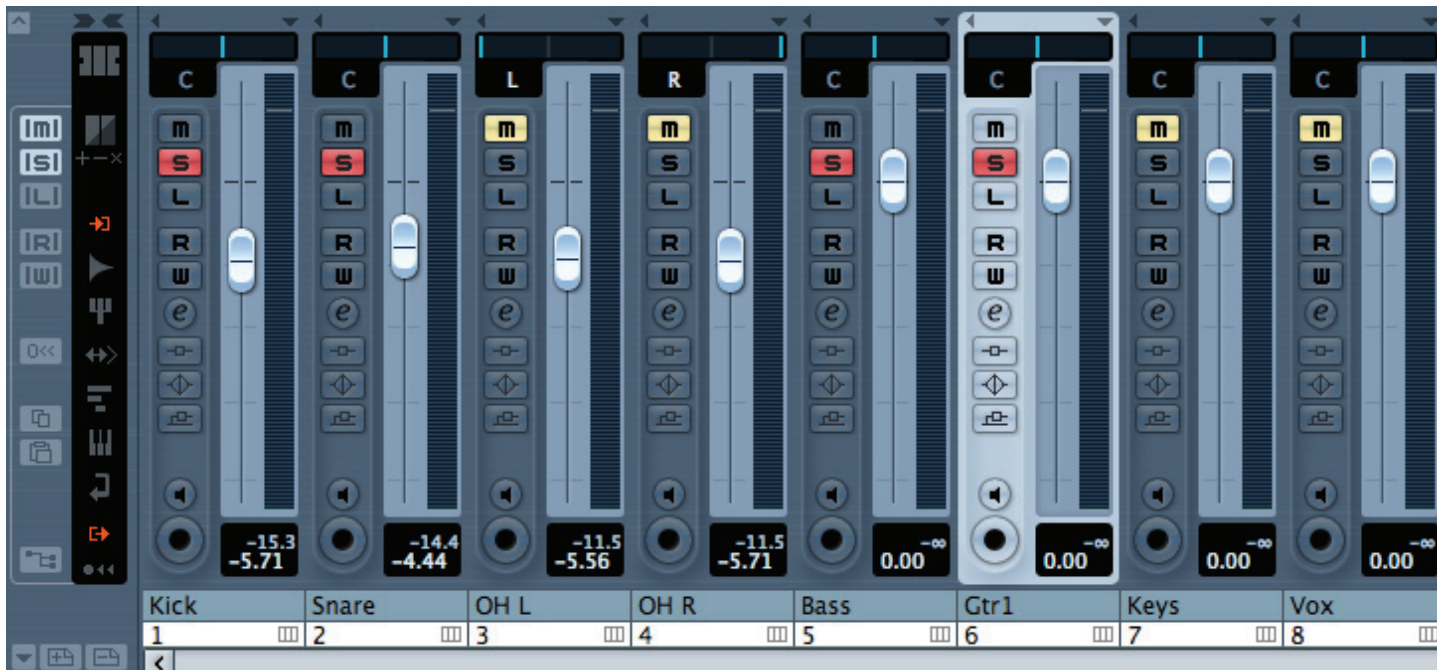 C C L R C C C C
m m m m m m m m
S S S S S S S S
L L L L L L L L
R R R R R R R R
W W W W W W W W
e e e e e e e e
m
S
L
R
W
0<<
-15.3 -14.4 -11.5 -11.5 -∞ -∞ -∞ -∞
-5.71 -4.44 -5.56 -5.71 0.00 0.00 0.00 0.00
Kick Snare OH L OH R Bass Gtr1 Keys Vox
1 2 3 4 5 6 7 8